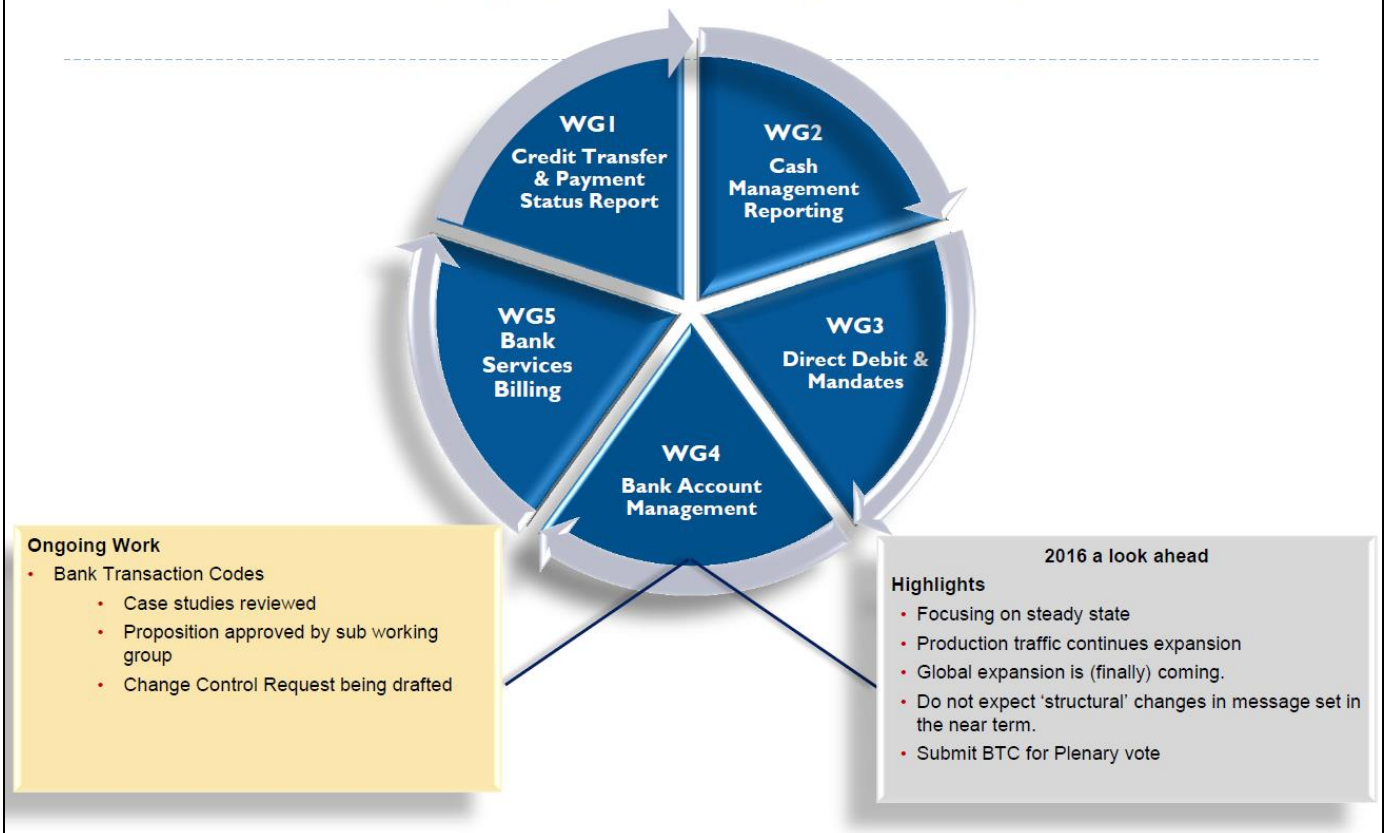 WG1
Credit Transfer
& Payment
Status Report
WG2
Cash
Management
Reporting
WG3
Direct Debit &
Mandates
WG4
Bank Account
Management
WG5
Bank
Services
Billing
Ongoing Work
• Bank Transaction Codes
• Case studies reviewed
• Proposition approved by sub working
group
• Change Control Request being drafted
2016 a look ahead
Highlights
• Focusing on steady state
• Production traffic continues expansion
• Global expansion is (finally) coming.
• Do not expect ‘structural’ changes in message set in
the near term.
• Submit BTC for Plenary vote